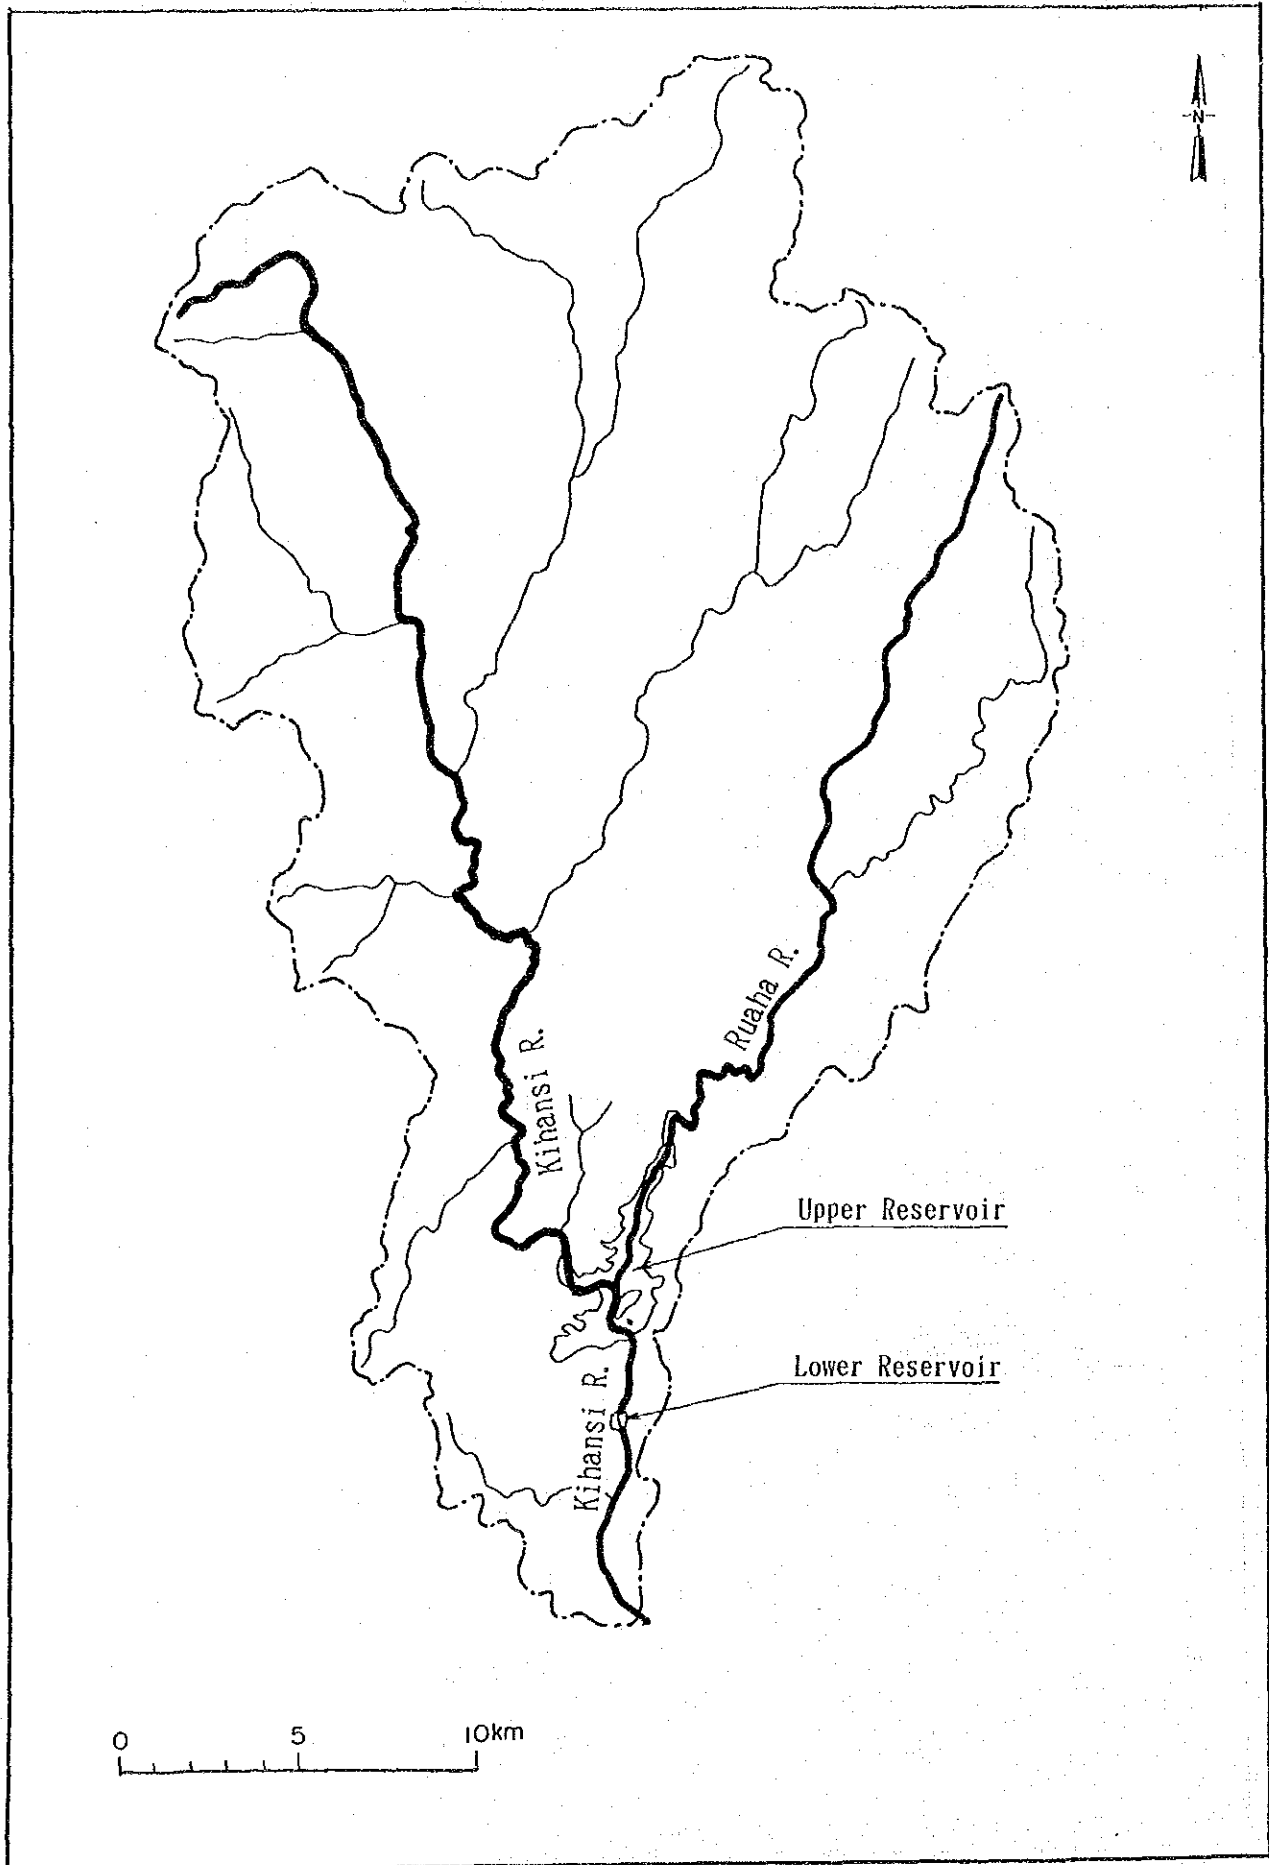 N
Ruaha R.
Kihansi R.
Upper Reservoir
Lower Reservoir
Kihansi R.
0 5 10km